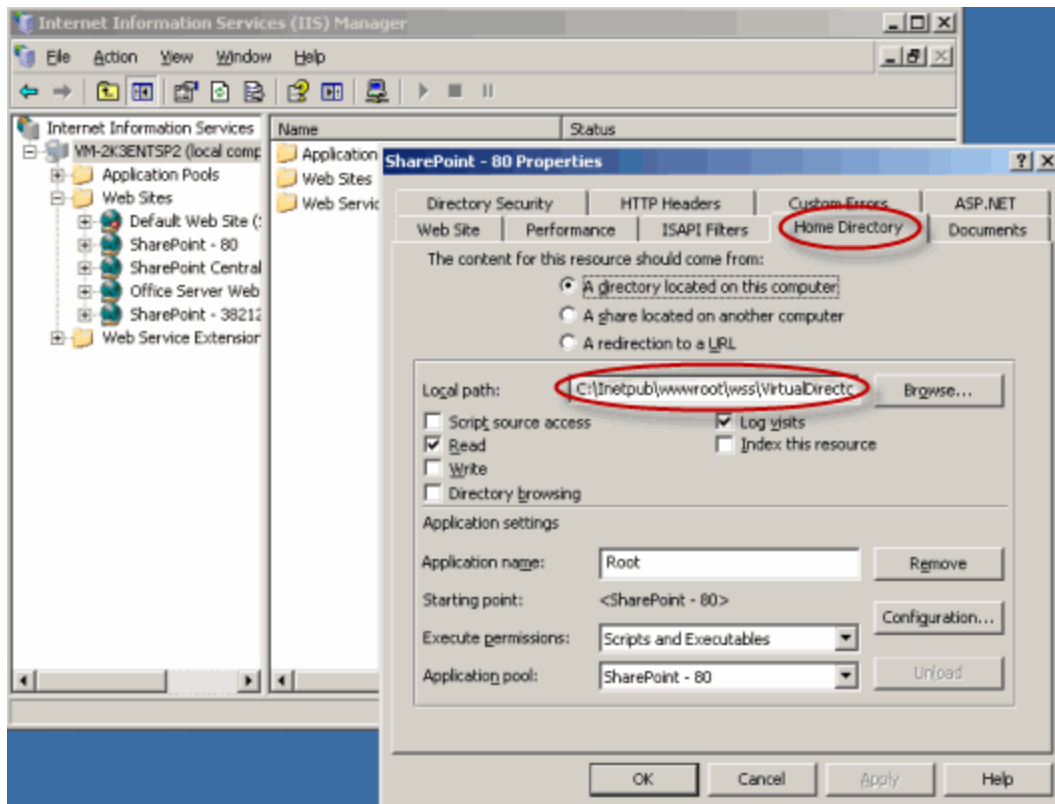 Internet Information Services (IIS) Manager
File Action View Window Help
Internet Information Services
VM-2K3ENTSP2 (local comp
Application Pools
Web Sites
Default Web Site (
SharePoint - 80
SharePoint Central
Office Server Web
SharePoint - 38212
Web Service Extension
Name Status
Application
Web Sites
Web Servic
SharePoint - 80 Properties
Directory Security HTTP Headers Custom Errors ASP.NET
Web Site Performance ISAPI Filters Home Directory Documents
The content for this resource should come from:
A directory located on this computer
A share located on another computer
A redirection to a URL
Local path: C:\Inetpub\wwwroot\wss\VirtualDirectc Browse...
Script source access
Read
Write
Directory browsing
Log visits
Index this resource
Application settings
Application name: Root Remove
Starting point: <SharePoint - 80>
Configuration...
Execute permissions: Scripts and Executables
Application pool: SharePoint - 80 Unload
OK Cancel Apply Help